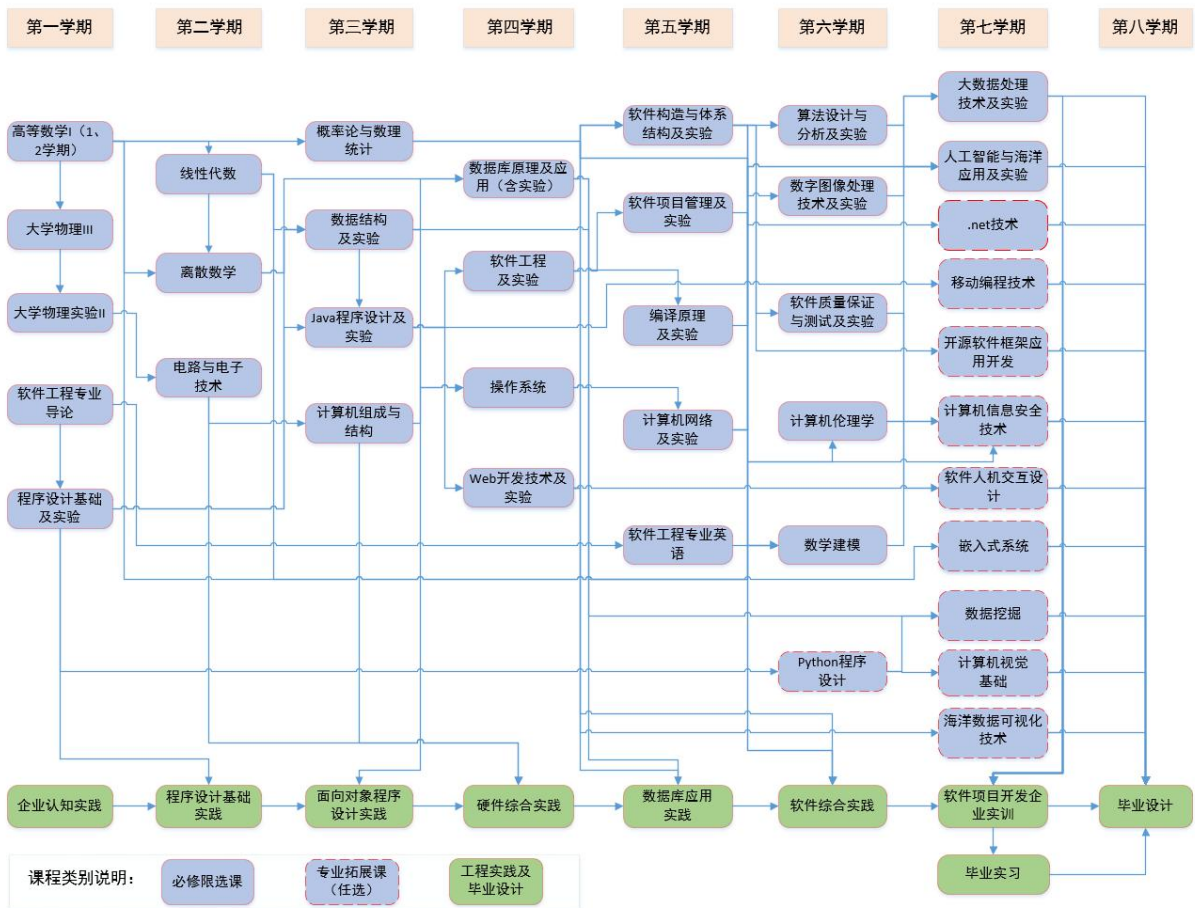 第一学期
第二学期
第三学期
第四学期
第五学期
第六学期
第七学期
第八学期
高等数学I（1、
2学期）
大学物理III
大学物理实验II
软件工程专业
导论
程序设计基础
及实验
企业认知实践
线性代数
离散数学
电路与电子
技术
程序设计基础
实践
概率论与数理
统计
数据结构
及实验
Java程序设计及
实验
计算机组成与
结构
面向对象程序
设计实践
数据库原理及应
用（含实验）
软件工程
及实验
操作系统
Web开发技术及
实验
硬件综合实践
软件构造与体系
结构及实验
软件项目管理及
实验
编译原理
及实验
计算机网络
及实验
软件工程专业英
语
数据库应用
实践
算法设计与
分析及实验
数字图像处理
技术及实验
软件质量保证
与测试及实验
计算机伦理学
数学建模
Python程序
设计
软件综合实践
大数据处理
技术及实验
人工智能与海洋
应用及实验
.net技术
移动编程技术
开源软件框架应
用开发
计算机信息安全
技术
软件人机交互设
计
嵌入式系统
数据挖掘
计算机视觉
基础
海洋数据可视化
技术
软件项目开发企
业实训
毕业实习
毕业设计
课程类别说明：
必修限选课
专业拓展课
（任选）
工程实践及
毕业设计